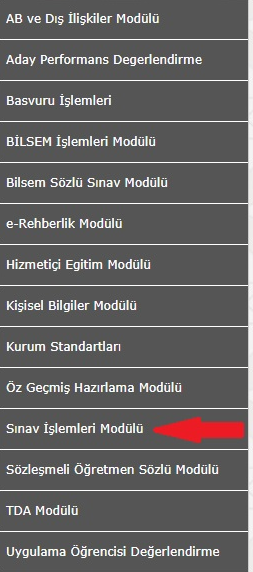 AB ve Dış İlişkiler Modülü
Aday Performans Degerlendirme
Basvuru İşlemleri
BİLSEM İşlemleri Modülü
Bilsem Sözlü Sınav Modülü
e-Rehberlik Modülü
Hizmetiçi Egitim Modülü
Kişisel Bilgiler Modülü
Kurum Standartları
Öz Geçmiş Hazırlama Modülü
Sınav İşlemleri Modülü
Sözleşmeli Öğretmen Sözlü Modülü
TDA Modülü
Uygulama Öğrencisi Değerlendirme